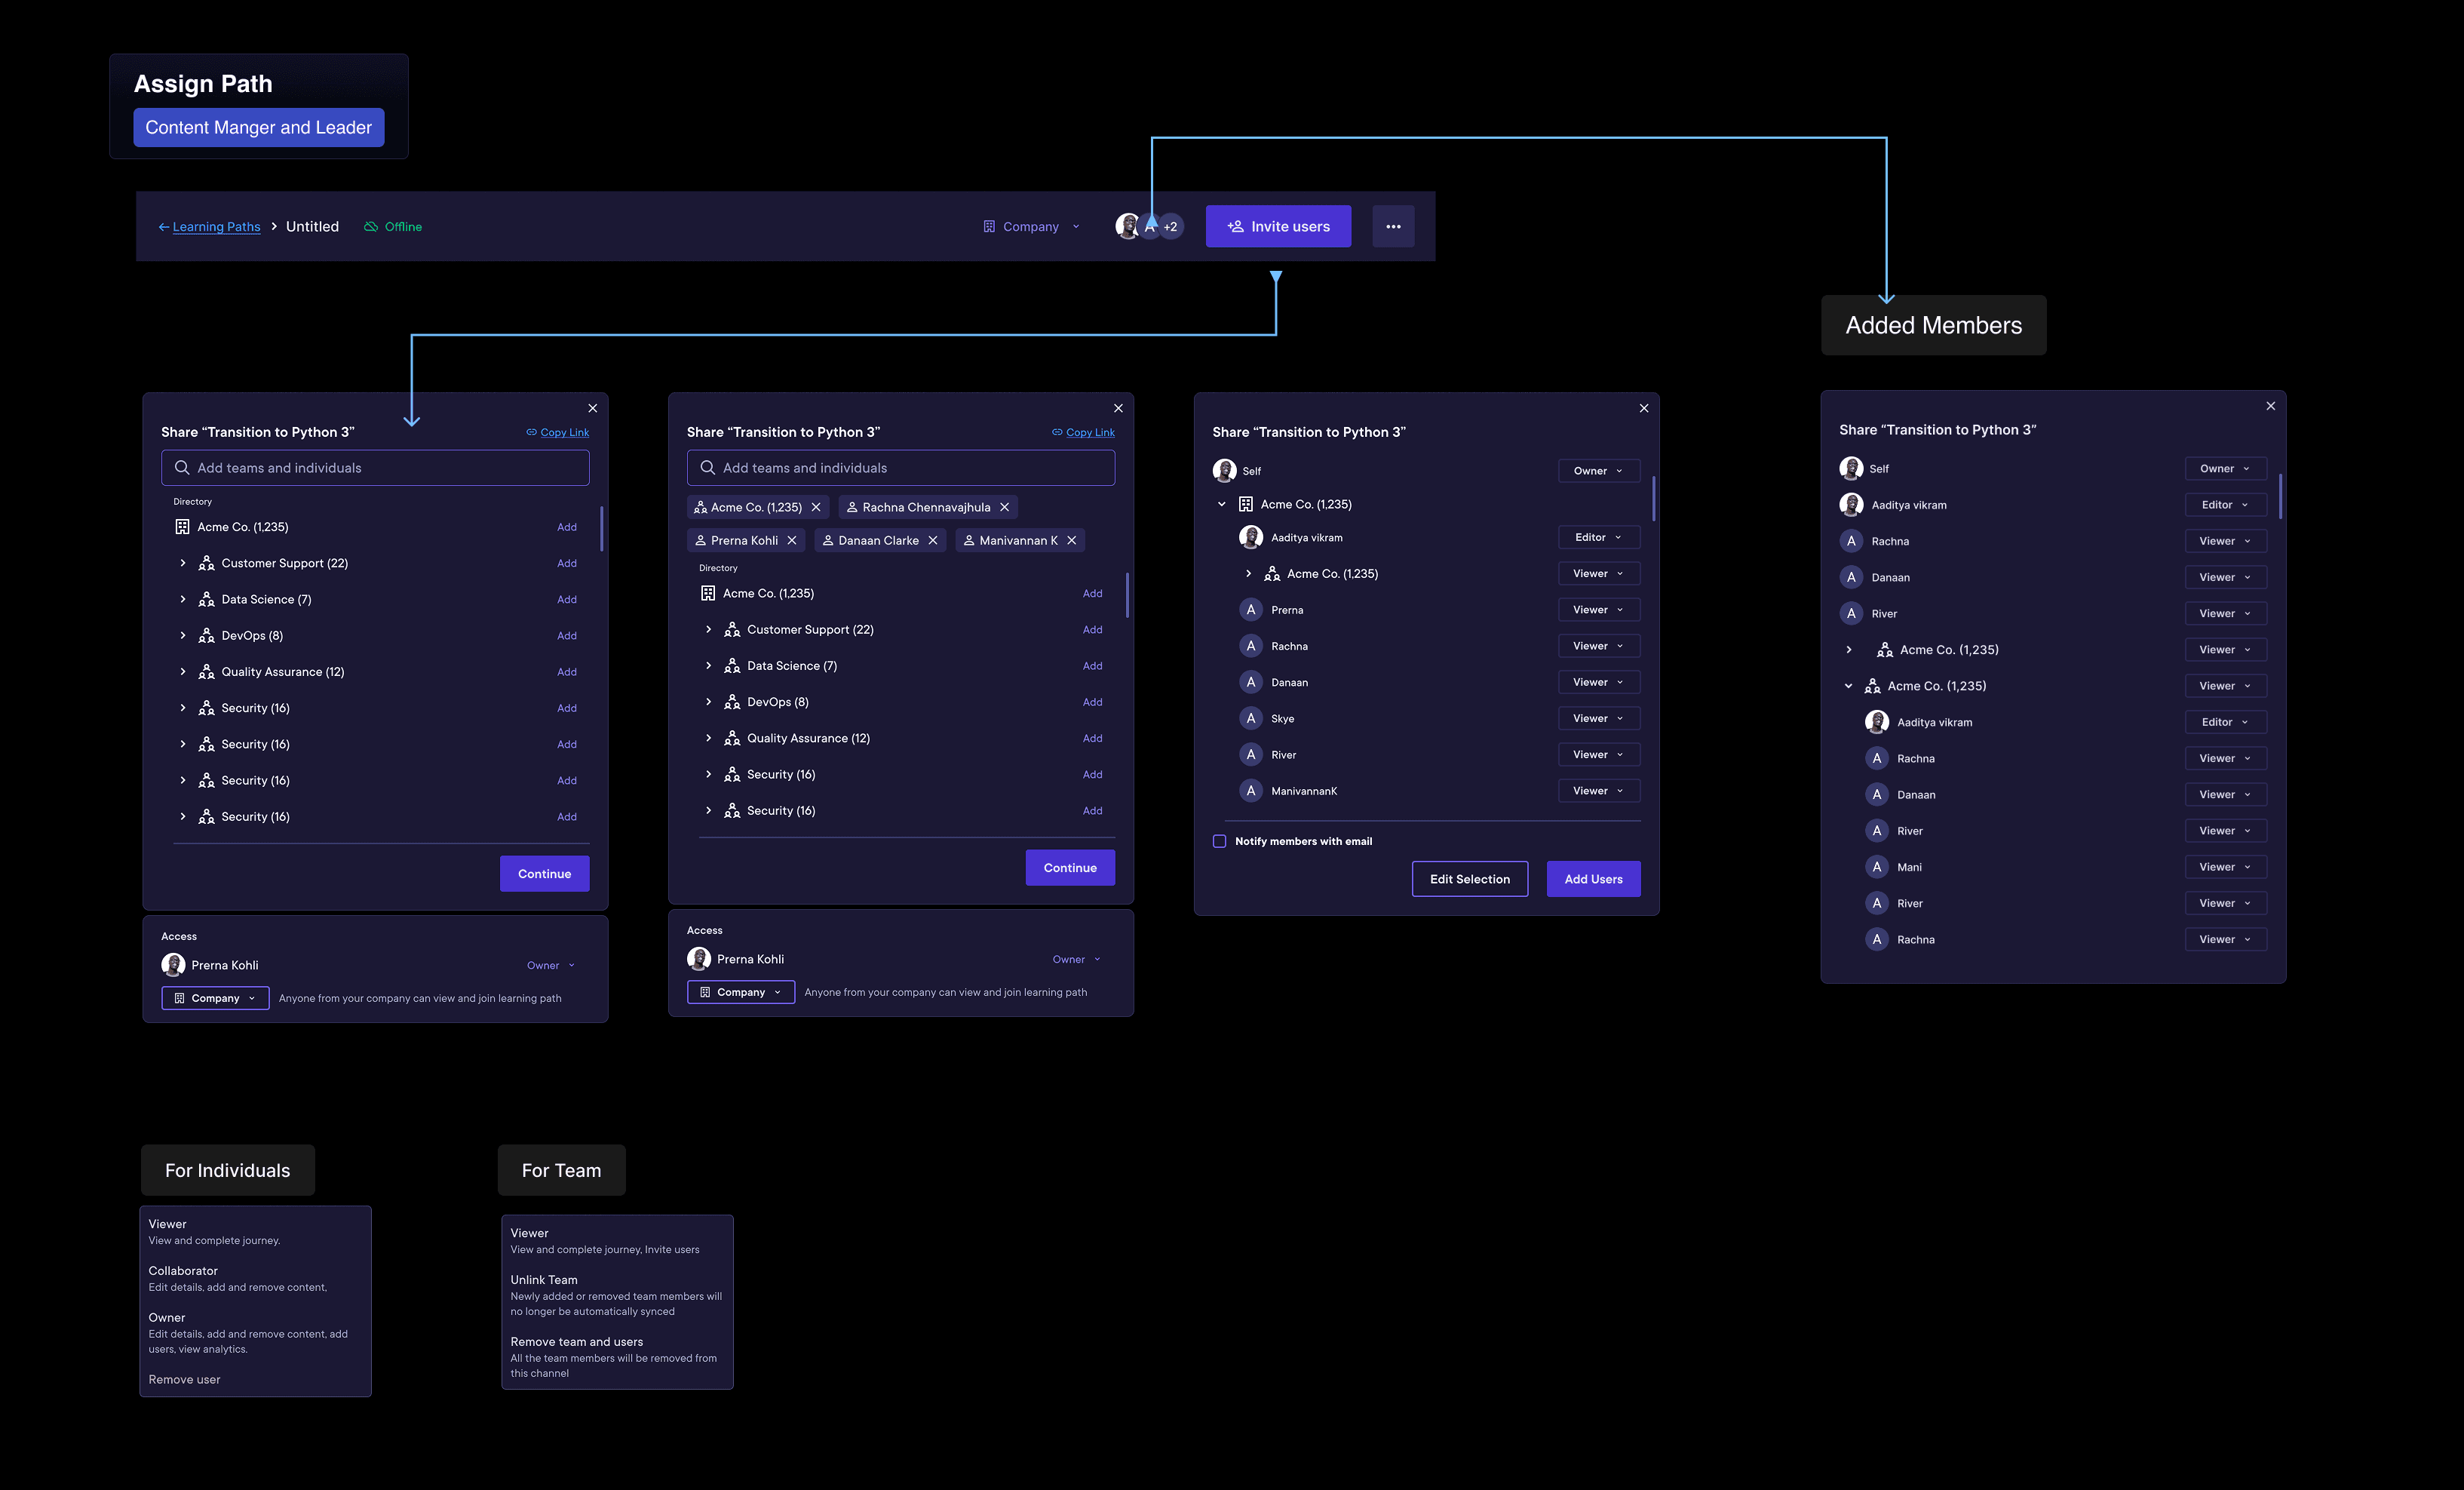 Assign Path
Content Manger and Leader
Learning Paths
Untitled
Offline
Company
A
+2
Invite users
Added Members
Share “Transition to Python 3”
Copy Link
Add teams and individuals
Directory
Acme Co. (1,235) Add
Customer Support (22) Add
Data Science (7) Add
DevOps (8) Add
Quality Assurance (12) Add
Security (16) Add
Security (16) Add
Security (16) Add
Security (16) Add
Continue
Access
Prerna Kohli Owner
Company Anyone from your company can view and join learning path
Share “Transition to Python 3”
Copy Link
Add teams and individuals
Acme Co. (1,235) Rachna Chennavajhula
Prerna Kohli Danaan Clarke Manivannan K
Directory
Acme Co. (1,235) Add
Customer Support (22) Add
Data Science (7) Add
DevOps (8) Add
Quality Assurance (12) Add
Security (16) Add
Security (16) Add
Continue
Access
Prerna Kohli Owner
Company Anyone from your company can view and join learning path
Share “Transition to Python 3”
Self Owner
Acme Co. (1,235)
Aaditya vikram Editor
Acme Co. (1,235) Viewer
A Prerna Viewer
A Rachna Viewer
A Danaan Viewer
A Skye Viewer
A River Viewer
A ManivannanK Viewer
Notify members with email
Edit Selection Add Users
Share “Transition to Python 3”
Self Owner
Aaditya vikram Editor
A Rachna Viewer
A Danaan Viewer
A River Viewer
Acme Co. (1,235) Viewer
Acme Co. (1,235) Viewer
Aaditya vikram Editor
A Rachna Viewer
A Danaan Viewer
A River Viewer
A Mani Viewer
A River Viewer
A Rachna Viewer
For Individuals
Viewer
View and complete journey.
Collaborator
Edit details, add and remove content,
Owner
Edit details, add and remove content, add
users, view analytics.
Remove user
For Team
Viewer
View and complete journey, Invite users
Unlink Team
Newly added or removed team members will
no longer be automatically synced
Remove team and users
All the team members will be removed from
this channel